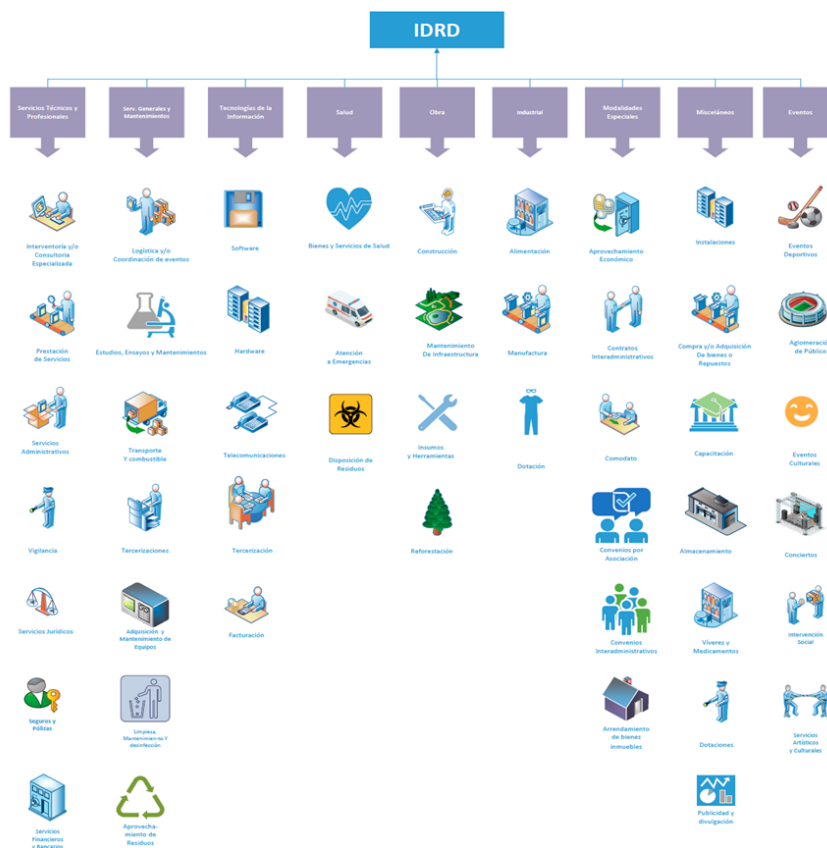 IDRD
Servicios Técnicos y
Profesionales
Serv. Generales y
Mantenimientos
Tecnologías de la
Información
Salud
Obra
Industrial
Modalidades
Especiales
Misceláneos
Eventos
Interventoría y/o
Consultoria
Especializada
Logística y/o
Coordinación de eventos
Software
Bienes y Servicios de Salud
Construcción
Alimentación
Aprovechamiento
Económico
Instalaciones
Eventos
Deportivos
Prestación
de Servicios
Estudios, Ensayos y Mantenimientos
Hardware
Atención
a Emergencias
Mantenimiento
De Infraestructura
Manufactura
Contratos
Interadministrativos
Compra y/o Adquisición
De bienes o
Repuestos
Aglomeración
de Público
Servicios
Administrativos
Transporte
Y combustible
Telecomunicaciones
Disposición de
Residuos
Insumos
y Herramientas
Dotación
Comodato
Capacitación
Eventos
Culturales
Vigilancia
Tercerizaciones
Tercerización
Reforestación
Convenios por
Asociación
Almacenamiento
Conciertos
Servicios Jurídicos
Adquisición y
Mantenimiento de
Equipos
Facturación
Convenios
Interadministrativos
Víveres y
Medicamentos
Intervención
Social
Seguros y
Pólizas
Limpieza,
Mantenimiento Y
desinfección
Arrendamiento
de bienes
inmuebles
Dotaciones
Servicios
Artísticos
y Culturales
Servicios
Financieros
y Bancarios
Aprovecha-
miento de
Residuos
Publicidad y
divulgación